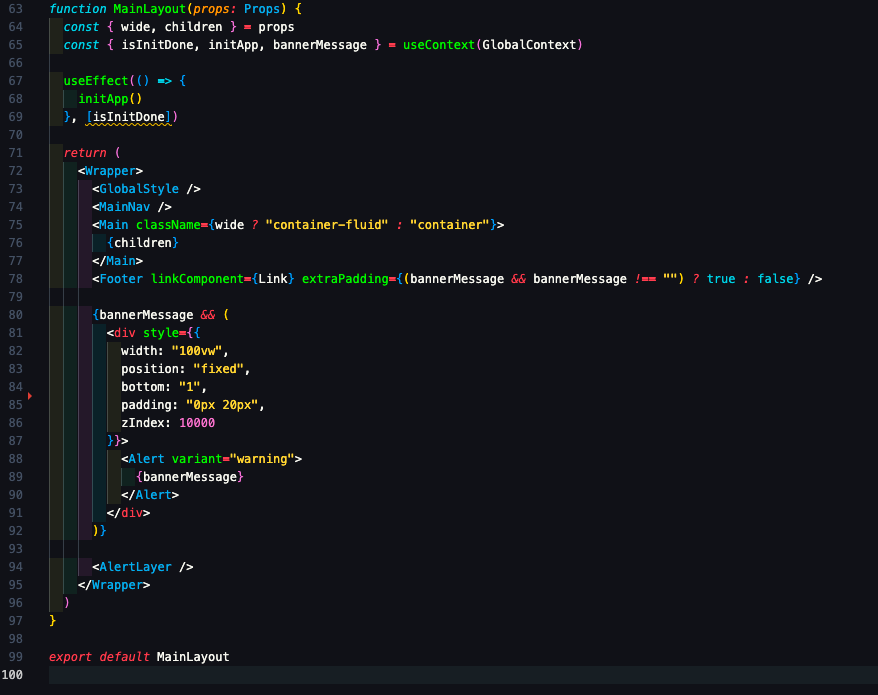 63 function MainLayout(props: Props) {
64 const { wide, children } = props
65 const { isInitDone, initApp, bannerMessage } = useContext(GlobalContext)
66
67 useEffect(() => {
68 initApp()
69 }, [isInitDone])
70
71 return (
72 <Wrapper>
73 <GlobalStyle />
74 <MainNav />
75 <Main className={wide ? "container-fluid" : "container"}>
76 {children}
77 </Main>
78 <Footer linkComponent={Link} extraPadding={(bannerMessage && bannerMessage !== "") ? true : false} />
79
80 {bannerMessage && (
81 <div style={{
82 width: "100vw",
83 position: "fixed",
84 bottom: "1",
85 padding: "0px 20px",
86 zIndex: 10000
87 }}>
88 <Alert variant="warning">
89 {bannerMessage}
90 </Alert>
91 </div>
92 )}
93
94 <AlertLayer />
95 </Wrapper>
96 )
97 }
98
99 export default MainLayout
100